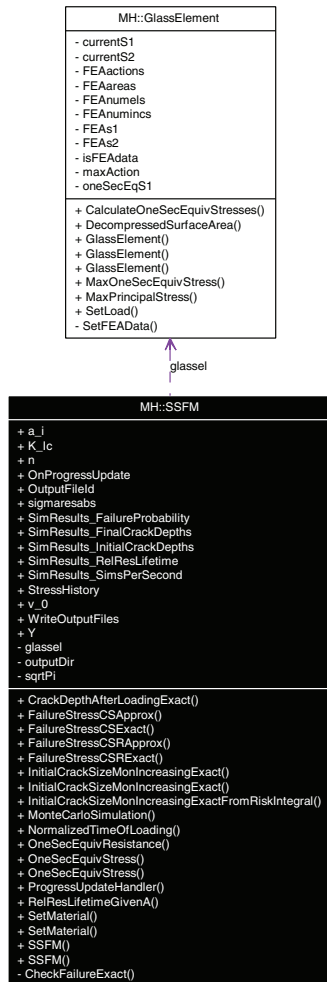 MH::GlassElement
- currentS1
- currentS2
- FEAactions
- FEAareas
- FEAnumels
- FEAnumincs
- FEAs1
- FEAs2
- isFEAdata
- maxAction
- oneSecEqS1
+ CalculateOneSecEquivStresses()
+ DecompressedSurfaceArea()
+ GlassElement()
+ GlassElement()
+ GlassElement()
+ MaxOneSecEquivStress()
+ MaxPrincipalStress()
+ SetLoad()
- SetFEAData()
glassel
MH::SSFM
+ a_i
+ K_Ic
+ n
+ OnProgressUpdate
+ OutputFileId
+ sigmaresabs
+ SimResults_FailureProbability
+ SimResults_FinalCrackDepths
+ SimResults_InitialCrackDepths
+ SimResults_RelResLifetime
+ SimResults_SimsPerSecond
+ StressHistory
+ v_0
+ WriteOutputFiles
+ Y
- glassel
- outputDir
- sqrtPi
+ CrackDepthAfterLoadingExact()
+ FailureStressCSApprox()
+ FailureStressCSExact()
+ FailureStressCSRApprox()
+ FailureStressCSRExact()
+ InitialCrackSizeMonIncreasingExact()
+ InitialCrackSizeMonIncreasingExact()
+ InitialCrackSizeMonIncreasingExactFromRiskIntegral()
+ MonteCarloSimulation()
+ NormalizedTimeOfLoading()
+ OneSecEquivResistance()
+ OneSecEquivStress()
+ OneSecEquivStress()
+ ProgressUpdateHandler()
+ RelResLifetimeGivenA()
+ SetMaterial()
+ SetMaterial()
+ SSFM()
+ SSFM()
- CheckFailureExact()